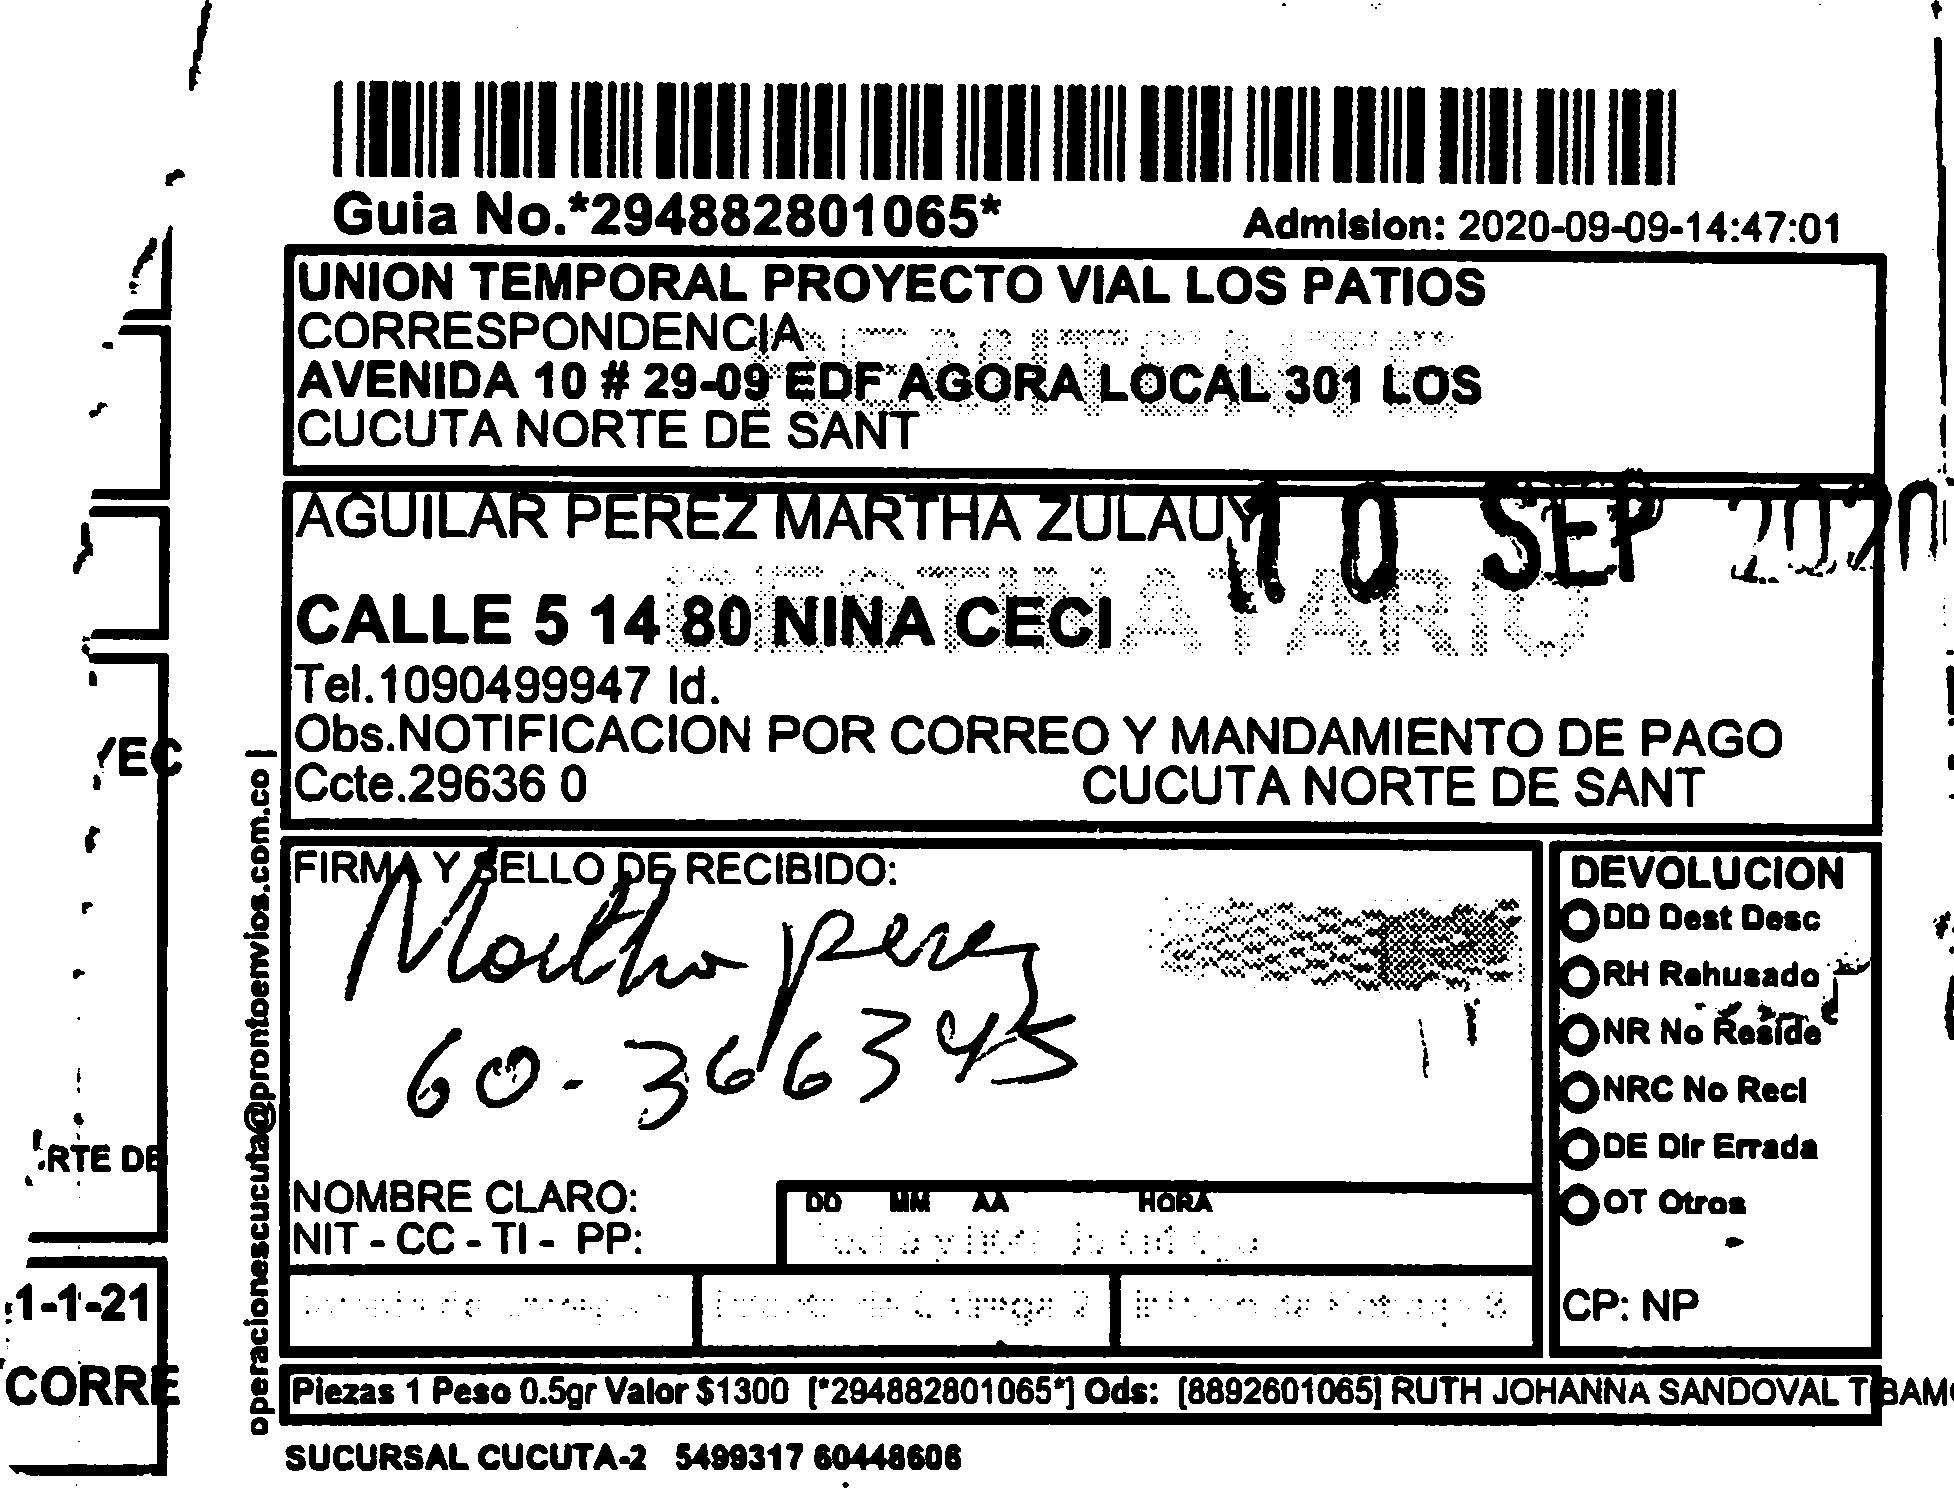 Guia No.*294882801065*
Admision: 2020-09-09-14:47:01
UNION TEMPORAL PROYECTO VIAL LOS PATIOS
CORRESPONDENCIA
REMITENTE
AVENIDA 10 # 29-09 EDF AGORA LOCAL 301 LOS
CUCUTA NORTE DE SANT
AGUILAR PEREZ MARTHA ZULAUY
10 SEP 2020
DESTINATARIO
CALLE 5 14 80 NINA CECI
Tel.1090499947 Id.
Obs.NOTIFICACION POR CORREO Y MANDAMIENTO DE PAGO
Ccte.29636 0 CUCUTA NORTE DE SANT
FIRMA Y SELLO DE RECIBIDO:
Martha perez
60-366345
NOMBRE CLARO:
NIT - CC - TI - PP:
DD MM AA HORA
DEVOLUCION
DD Dest Desc
RH Rehusado
NR No Reside
NRC No Recl
DE Dir Errada
OT Otros
CP: NP
Piezas 1 Peso 0.5gr Valor $1300 [*294882801065*] Ods: [8892601065] RUTH JOHANNA SANDOVAL TIBAM
SUCURSAL CUCUTA-2 5499317 60448606
operacionescucuta@prontoenvios.com.co |
YEC
RTE DE
1-1-21
CORRE